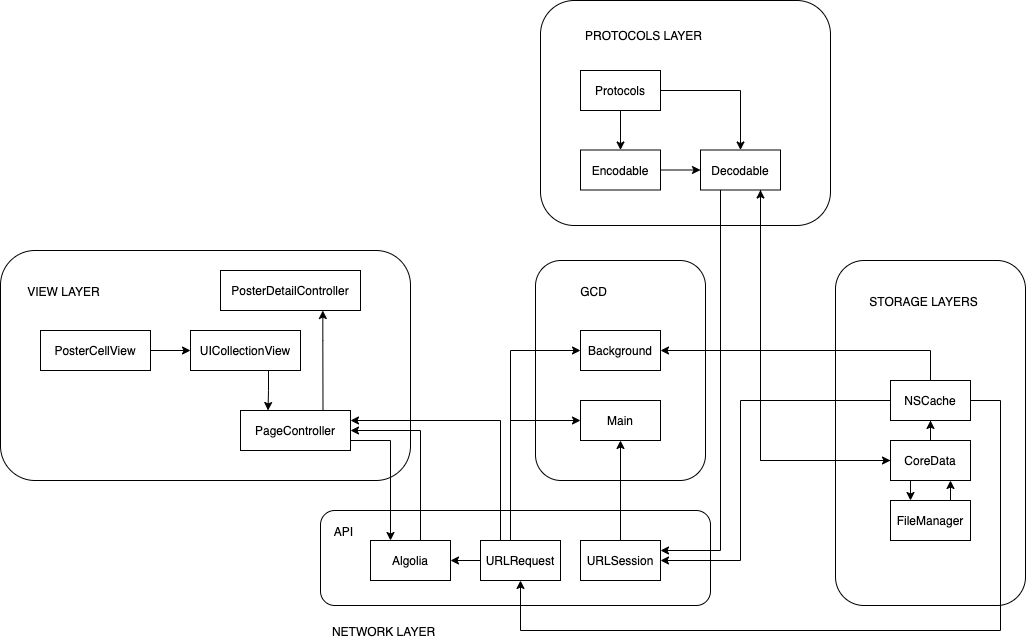 PROTOCOLS LAYER
Protocols
Encodable
Decodable
VIEW LAYER
PosterDetailController
PosterCellView
UICollectionView
PageController
GCD
Background
Main
STORAGE LAYERS
NSCache
CoreData
FileManager
API
Algolia
URLRequest
URLSession
NETWORK LAYER